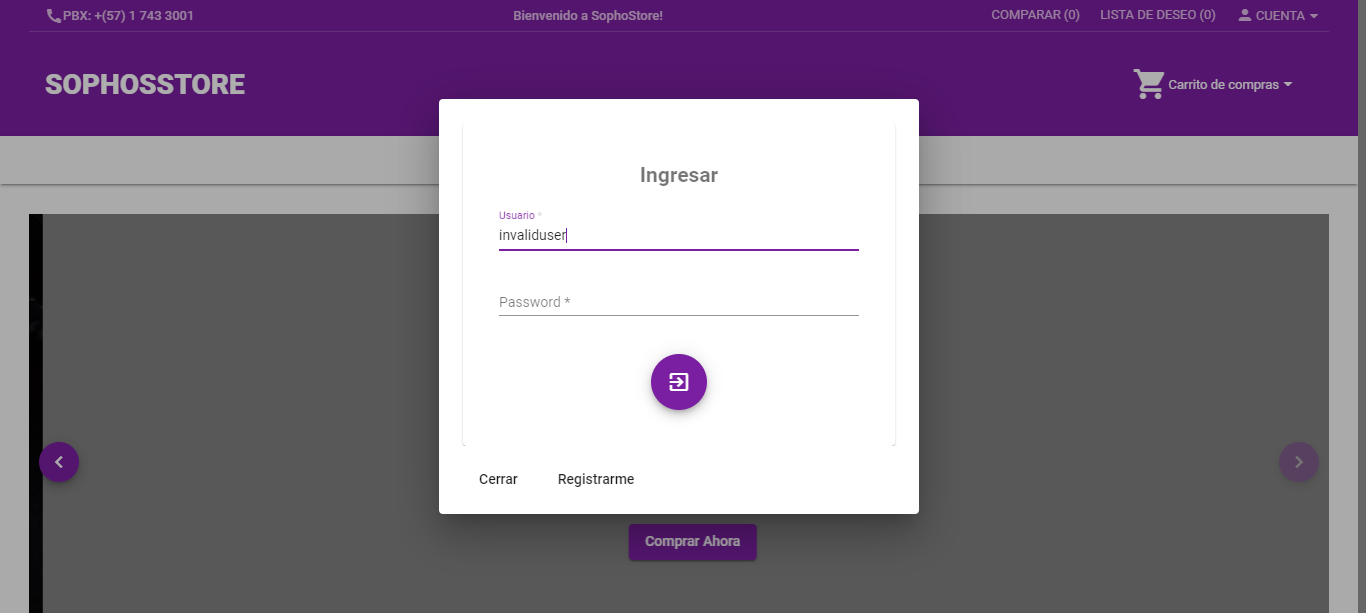 PBX: +(57) 1 743 3001
Bienvenido a SophoStore!
COMPARAR (0)
LISTA DE DESEO (0)
CUENTA
SOPHOSSTORE
Carrito de compras
Ingresar
Usuario *
invaliduser
Password *
Cerrar
Registrarme
Comprar Ahora